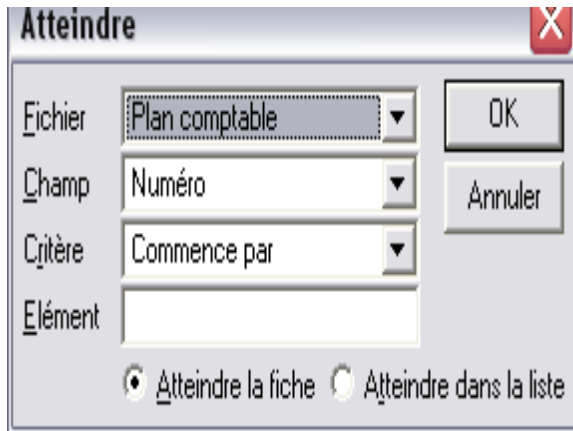 Atteindre
Fichier Plan comptable OK
Champ Numéro Annuler
Critère Commence par
Elément
Atteindre la fiche Atteindre dans la liste